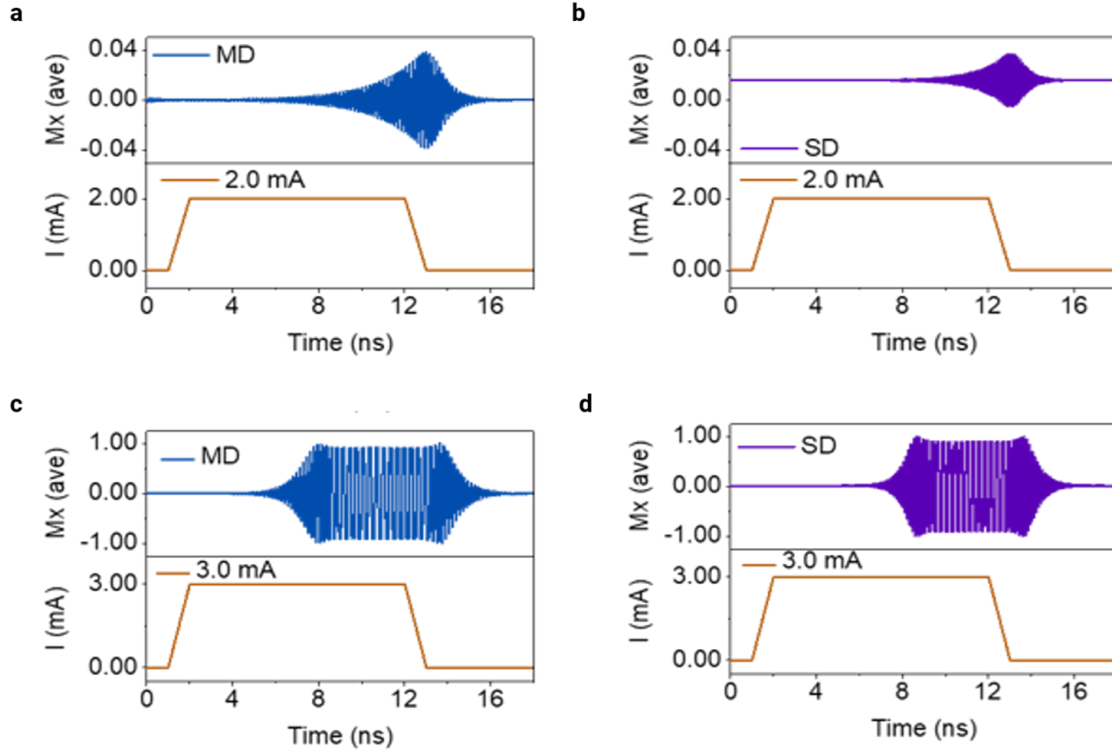 a
0.04
0.00
-0.04
Mx (ave)
MD
2.00
0.00
I (mA)
2.0 mA
0 4 8 12 16
Time (ns)
b
0.04
0.00
-0.04
Mx (ave)
SD
2.00
0.00
I (mA)
2.0 mA
0 4 8 12 16
Time (ns)
c
1.00
0.00
-1.00
Mx (ave)
MD
3.00
0.00
I (mA)
3.0 mA
0 4 8 12 16
Time (ns)
d
1.00
0.00
-1.00
Mx (ave)
SD
3.00
0.00
I (mA)
3.0 mA
0 4 8 12 16
Time (ns)